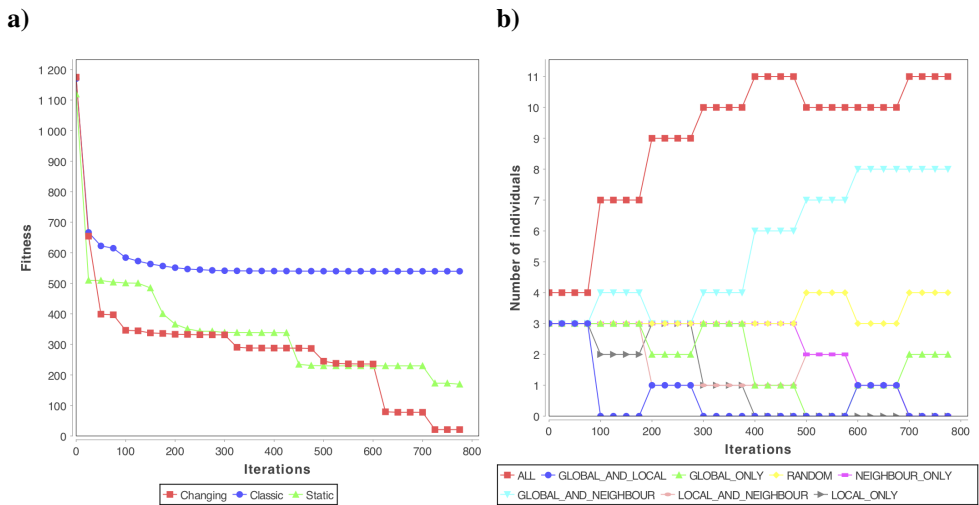 a)
b)
1 200
1 100
1 000
900
800
700
600
500
400
300
200
100
0
Fitness
0 100 200 300 400 500 600 700 800
Iterations
Changing Classic Static
11
10
9
8
7
6
5
4
3
2
1
0
Number of individuals
0 100 200 300 400 500 600 700 800
Iterations
ALL GLOBAL_AND_LOCAL GLOBAL_ONLY RANDOM NEIGHBOUR_ONLY
GLOBAL_AND_NEIGHBOUR LOCAL_AND_NEIGHBOUR LOCAL_ONLY